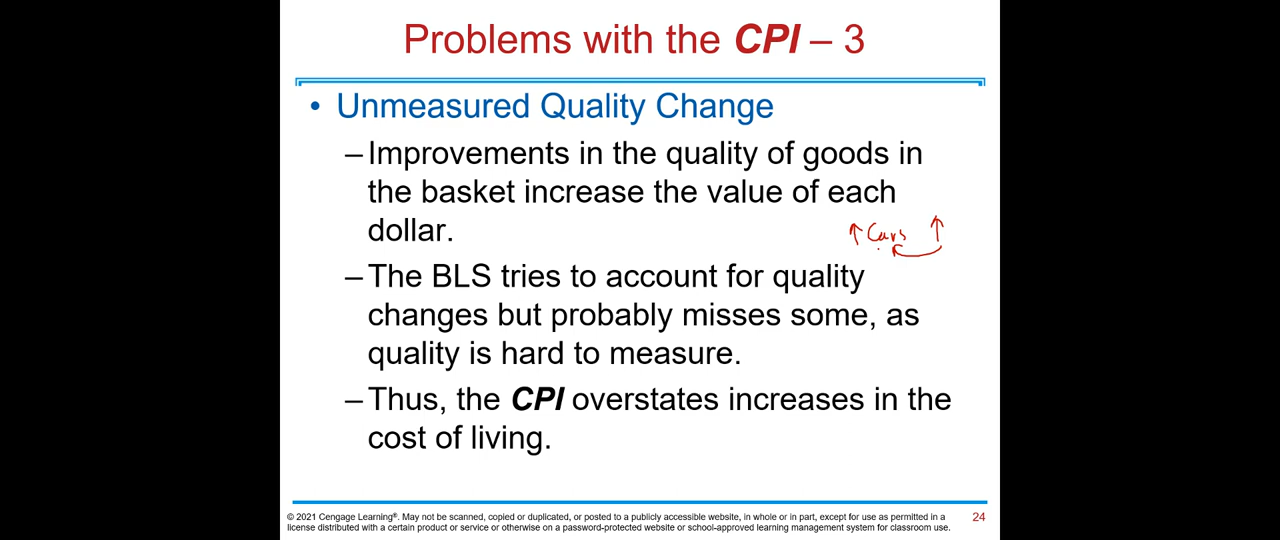 Problems with the CPI – 3
• Unmeasured Quality Change
– Improvements in the quality of goods in
the basket increase the value of each
dollar.
↑ Cars ↑
– The BLS tries to account for quality
changes but probably misses some, as
quality is hard to measure.
– Thus, the CPI overstates increases in the
cost of living.
© 2021 Cengage Learning®. May not be scanned, copied or duplicated, or posted to a publicly accessible website, in whole or in part, except for use as permitted in a
license distributed with a certain product or service or otherwise on a password-protected website or school-approved learning management system for classroom use.
24